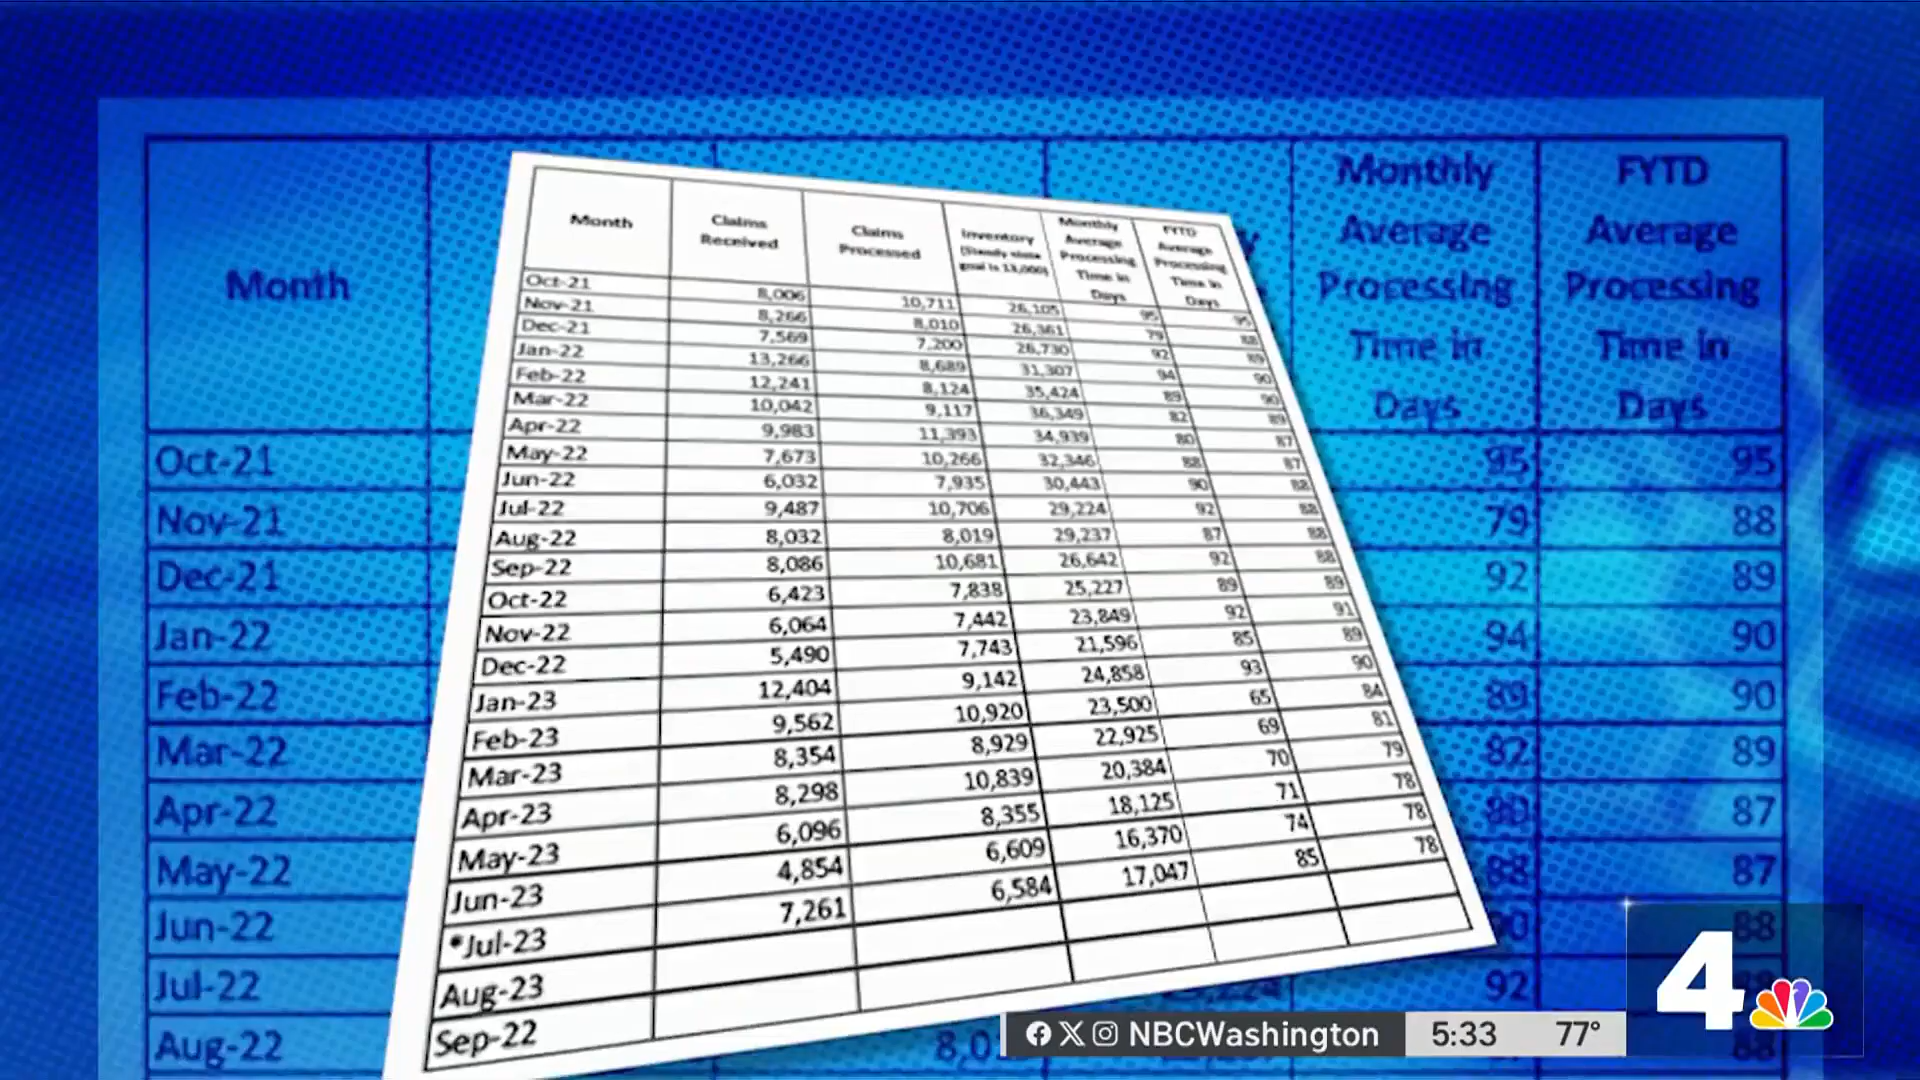 Month Claims Received Claims Processed Inventory (Steady state goal is 13,000) Monthly Average Processing Time in Days FYTD Average Processing Time in Days
Oct-21 8,006 10,711 26,105 95 95
Nov-21 8,266 8,010 26,361 79 88
Dec-21 7,569 7,200 26,730 92 89
Jan-22 13,266 8,689 31,307 94 90
Feb-22 12,241 8,124 35,424 89 90
Mar-22 10,042 9,117 36,349 82 89
Apr-22 9,983 11,393 34,939 80 87
May-22 7,673 10,266 32,346 88 87
Jun-22 6,032 7,935 30,443 90 88
Jul-22 9,487 10,706 29,224 92 88
Aug-22 8,032 8,019 29,237 87 88
Sep-22 8,086 10,681 26,642 92 88
Oct-22 6,423 7,838 25,227 89 89
Nov-22 6,064 7,442 23,849 92 91
Dec-22 5,490 7,743 21,596 85 89
Jan-23 12,404 9,142 24,858 93 90
Feb-23 9,562 10,920 23,500 65 84
Mar-23 8,354 8,929 22,925 69 81
Apr-23 8,298 10,839 20,384 70 79
May-23 6,096 8,355 18,125 71 78
Jun-23 4,854 6,609 16,370 74 78
*Jul-23 7,261 6,584 17,047 85 78
Aug-23
Sep-22
Month Monthly Average Processing Time in Days FYTD Average Processing Time in Days
Oct-21 95 95
Nov-21 79 88
Dec-21 92 89
Jan-22 94 90
Feb-22 89 90
Mar-22 82 89
Apr-22 80 87
May-22 88 87
Jun-22 88
Jul-22 92
Aug-22 88
NBCWashington 5:33 77°
4